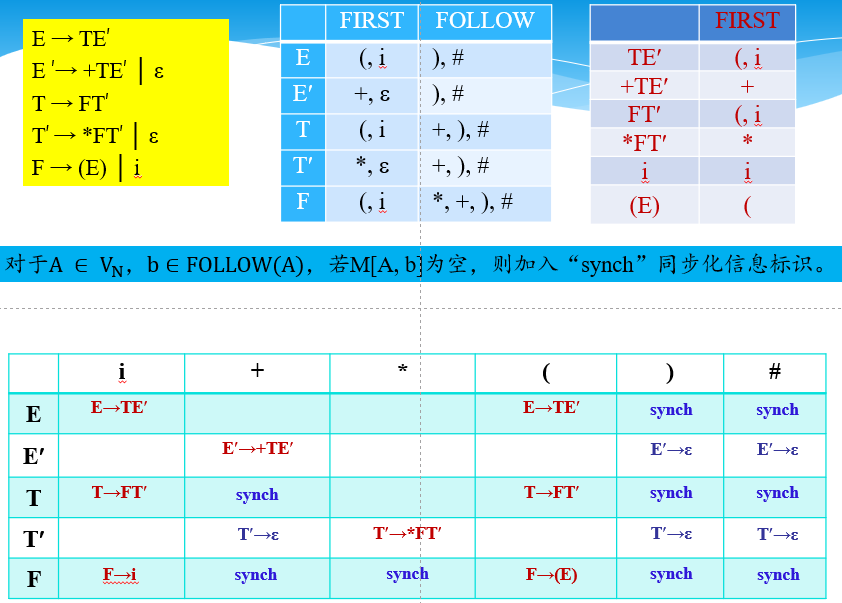 E → TE′
E ′→ +TE′ | ε
T → FT′
T′→ *FT′ | ε
F → (E) | i
FIRST FOLLOW
E (, i ), #
E′ +, ε ), #
T (, i +, ), #
T′ *, ε +, ), #
F (, i *, +, ), #
FIRST
TE′ (, i
+TE′ +
FT′ (, i
*FT′ *
i i
(E) (
对于A ∈ V_N，b ∈ FOLLOW(A)，若M[A, b]为空，则加入“synch”同步化信息标识。
i + * ( ) #
E E→TE′ E→TE′ synch synch
E′ E′→+TE′ E′→ε E′→ε
T T→FT′ synch T→FT′ synch synch
T′ T′→ε T′→*FT′ T′→ε T′→ε
F F→i synch synch F→(E) synch synch